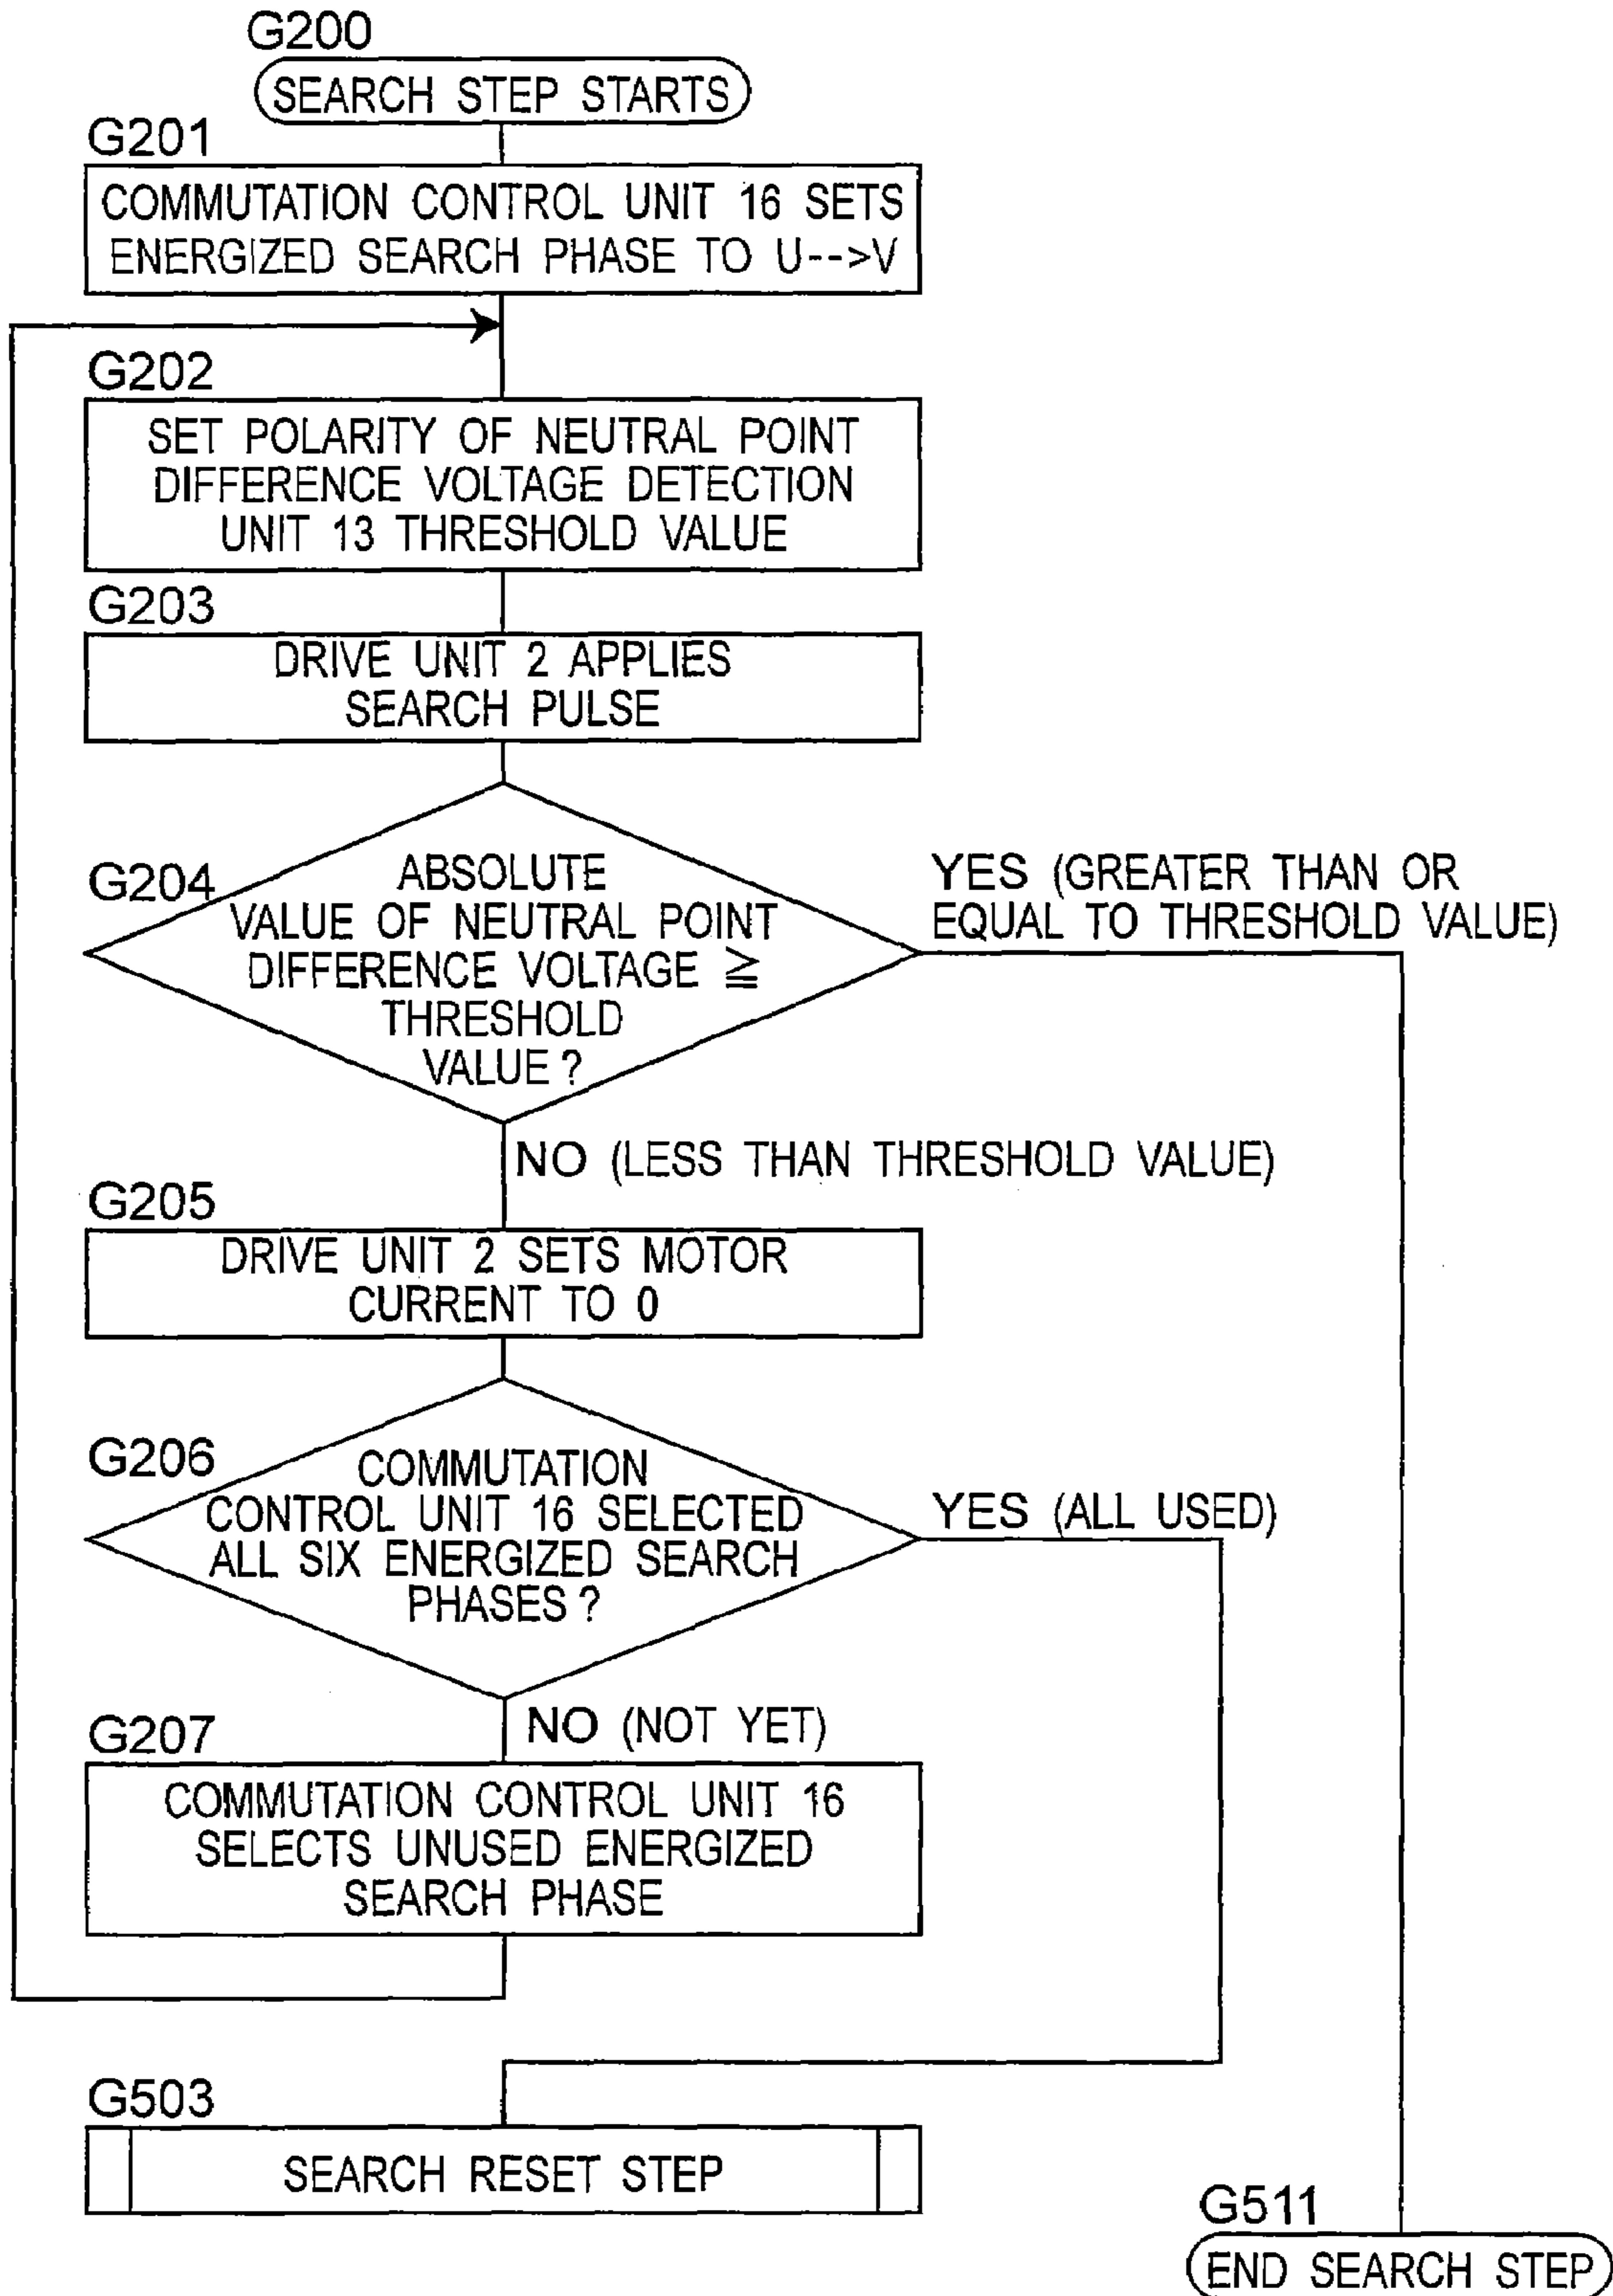 G200
SEARCH STEP STARTS
G201
COMMUTATION CONTROL UNIT 16 SETS
ENERGIZED SEARCH PHASE TO U-->V
G202
SET POLARITY OF NEUTRAL POINT
DIFFERENCE VOLTAGE DETECTION
UNIT 13 THRESHOLD VALUE
G203
DRIVE UNIT 2 APPLIES
SEARCH PULSE
G204
ABSOLUTE
VALUE OF NEUTRAL POINT
DIFFERENCE VOLTAGE ≧
THRESHOLD
VALUE ?
YES (GREATER THAN OR
EQUAL TO THRESHOLD VALUE)
NO (LESS THAN THRESHOLD VALUE)
G205
DRIVE UNIT 2 SETS MOTOR
CURRENT TO 0
G206
COMMUTATION
CONTROL UNIT 16 SELECTED
ALL SIX ENERGIZED SEARCH
PHASES ?
YES (ALL USED)
NO (NOT YET)
G207
COMMUTATION CONTROL UNIT 16
SELECTS UNUSED ENERGIZED
SEARCH PHASE
G503
SEARCH RESET STEP
G511
END SEARCH STEP